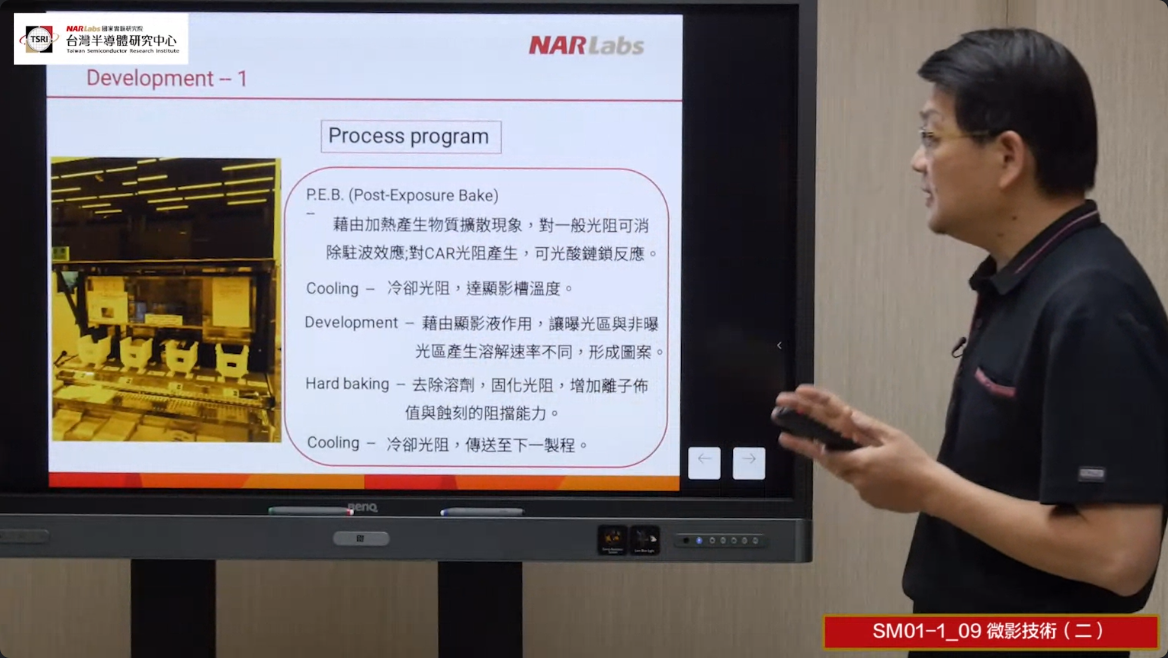 TSRI
NARLabs 國家實驗研究院
台灣半導體研究中心
Taiwan Semiconductor Research Institute
NARLabs
Development – 1
Process program
P.E.B. (Post-Exposure Bake)
– 藉由加熱產生物質擴散現象，對一般光阻可消
除駐波效應;對CAR光阻產生，可光酸鏈鎖反應。
Cooling – 冷卻光阻，達顯影槽溫度。
Development – 藉由顯影液作用，讓曝光區與非曝
光區產生溶解速率不同，形成圖案。
Hard baking – 去除溶劑，固化光阻，增加離子佈
值與蝕刻的阻擋能力。
Cooling – 冷卻光阻，傳送至下一製程。
BenQ
SM01-1_09 微影技術（二）